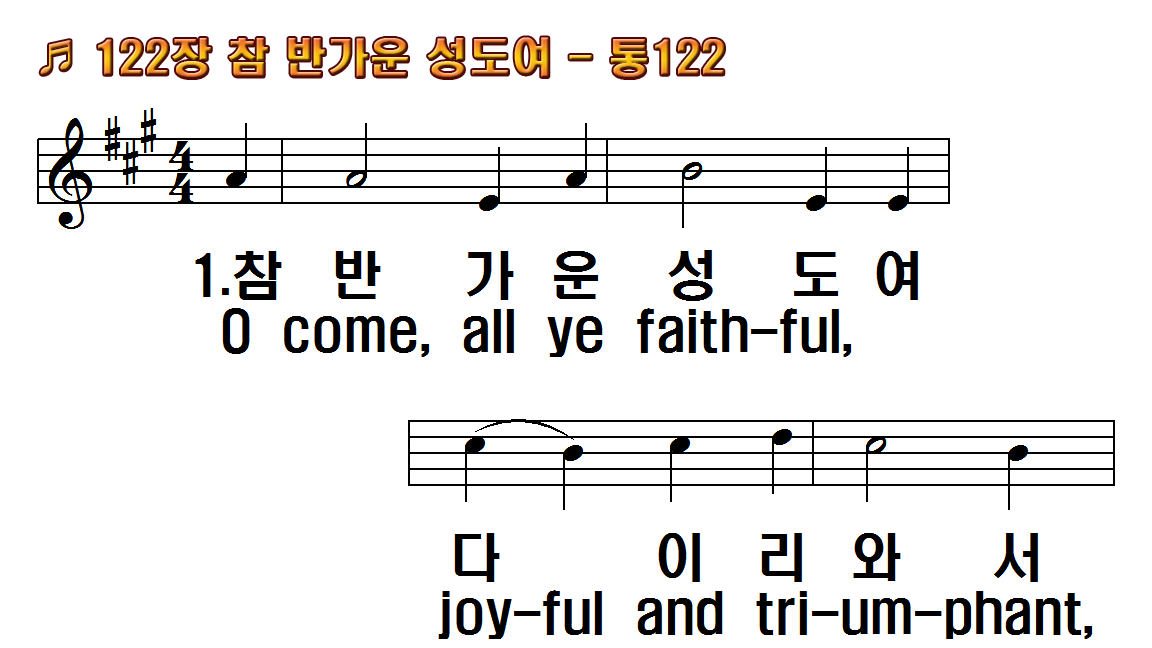 ♬ 122장 참 반가운 성도여 - 통122
4
4
1.참 반 가 운 성 도 여
O come, all ye faith-ful,
다 이 리 와 서
joy-ful and tri-um-phant,